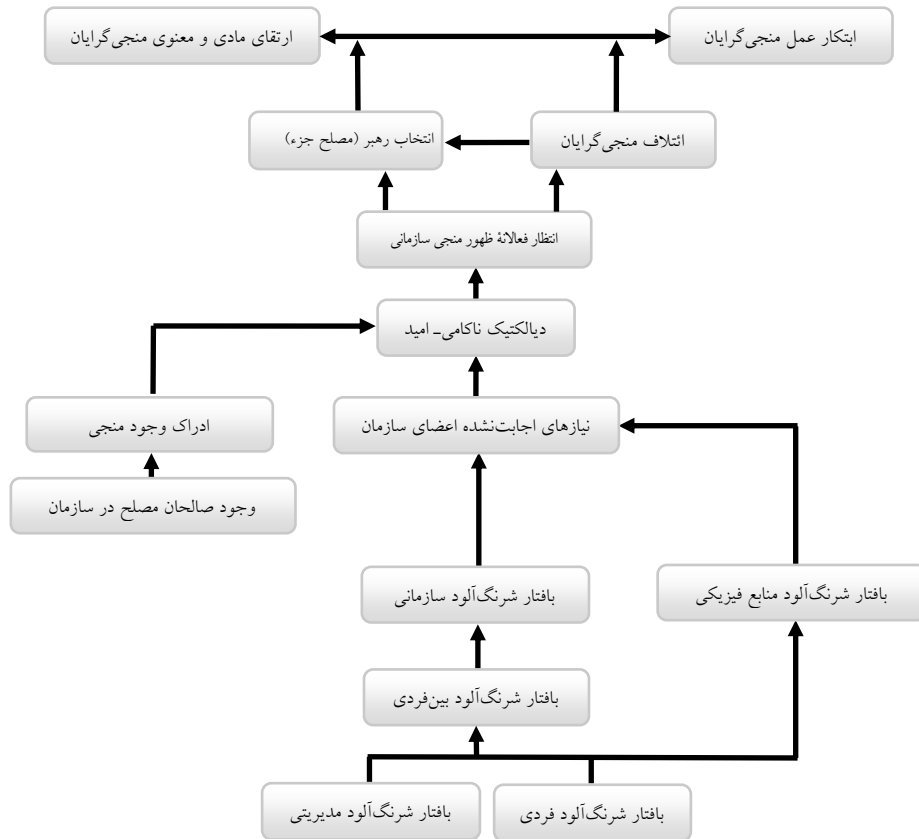 ابتکار عمل منجی‌گرایان
ارتقای مادی و معنوی منجی‌گرایان
ائتلاف منجی‌گرایان
انتخاب رهبر (مصلح جزء)
انتظار فعالانۀ ظهور منجی سازمانی
دیالکتیک ناکامی_ امید
نیازهای اجابت‌نشده اعضای سازمان
ادراک وجود منجی
وجود صالحان مصلح در سازمان
بافتار شرنگ‌آلود منابع فیزیکی
بافتار شرنگ‌آلود سازمانی
بافتار شرنگ‌آلود بین‌فردی
بافتار شرنگ‌آلود فردی
بافتار شرنگ‌آلود مدیریتی